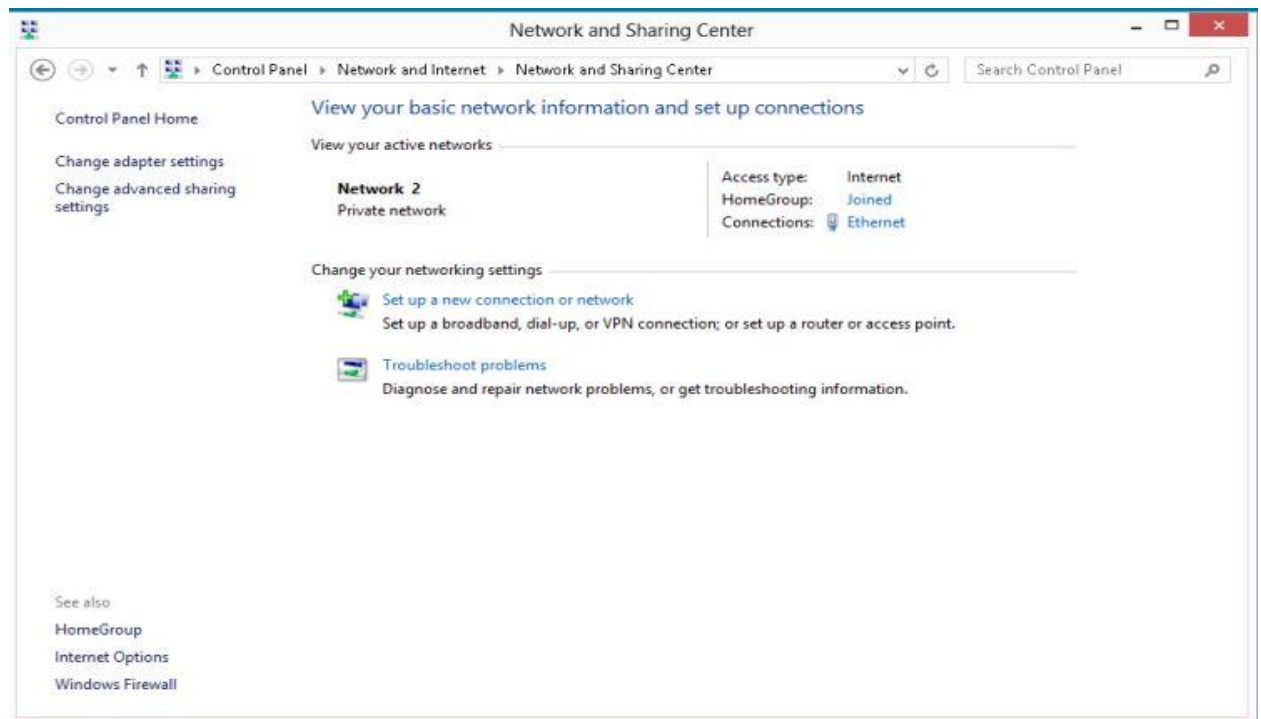 Network and Sharing Center
Control Panel Network and Internet Network and Sharing Center
Search Control Panel
Control Panel Home
Change adapter settings
Change advanced sharing
settings
View your basic network information and set up connections
View your active networks
Network 2
Private network
Access type: Internet
HomeGroup: Joined
Connections: Ethernet
Change your networking settings
Set up a new connection or network
Set up a broadband, dial-up, or VPN connection; or set up a router or access point.
Troubleshoot problems
Diagnose and repair network problems, or get troubleshooting information.
See also
HomeGroup
Internet Options
Windows Firewall